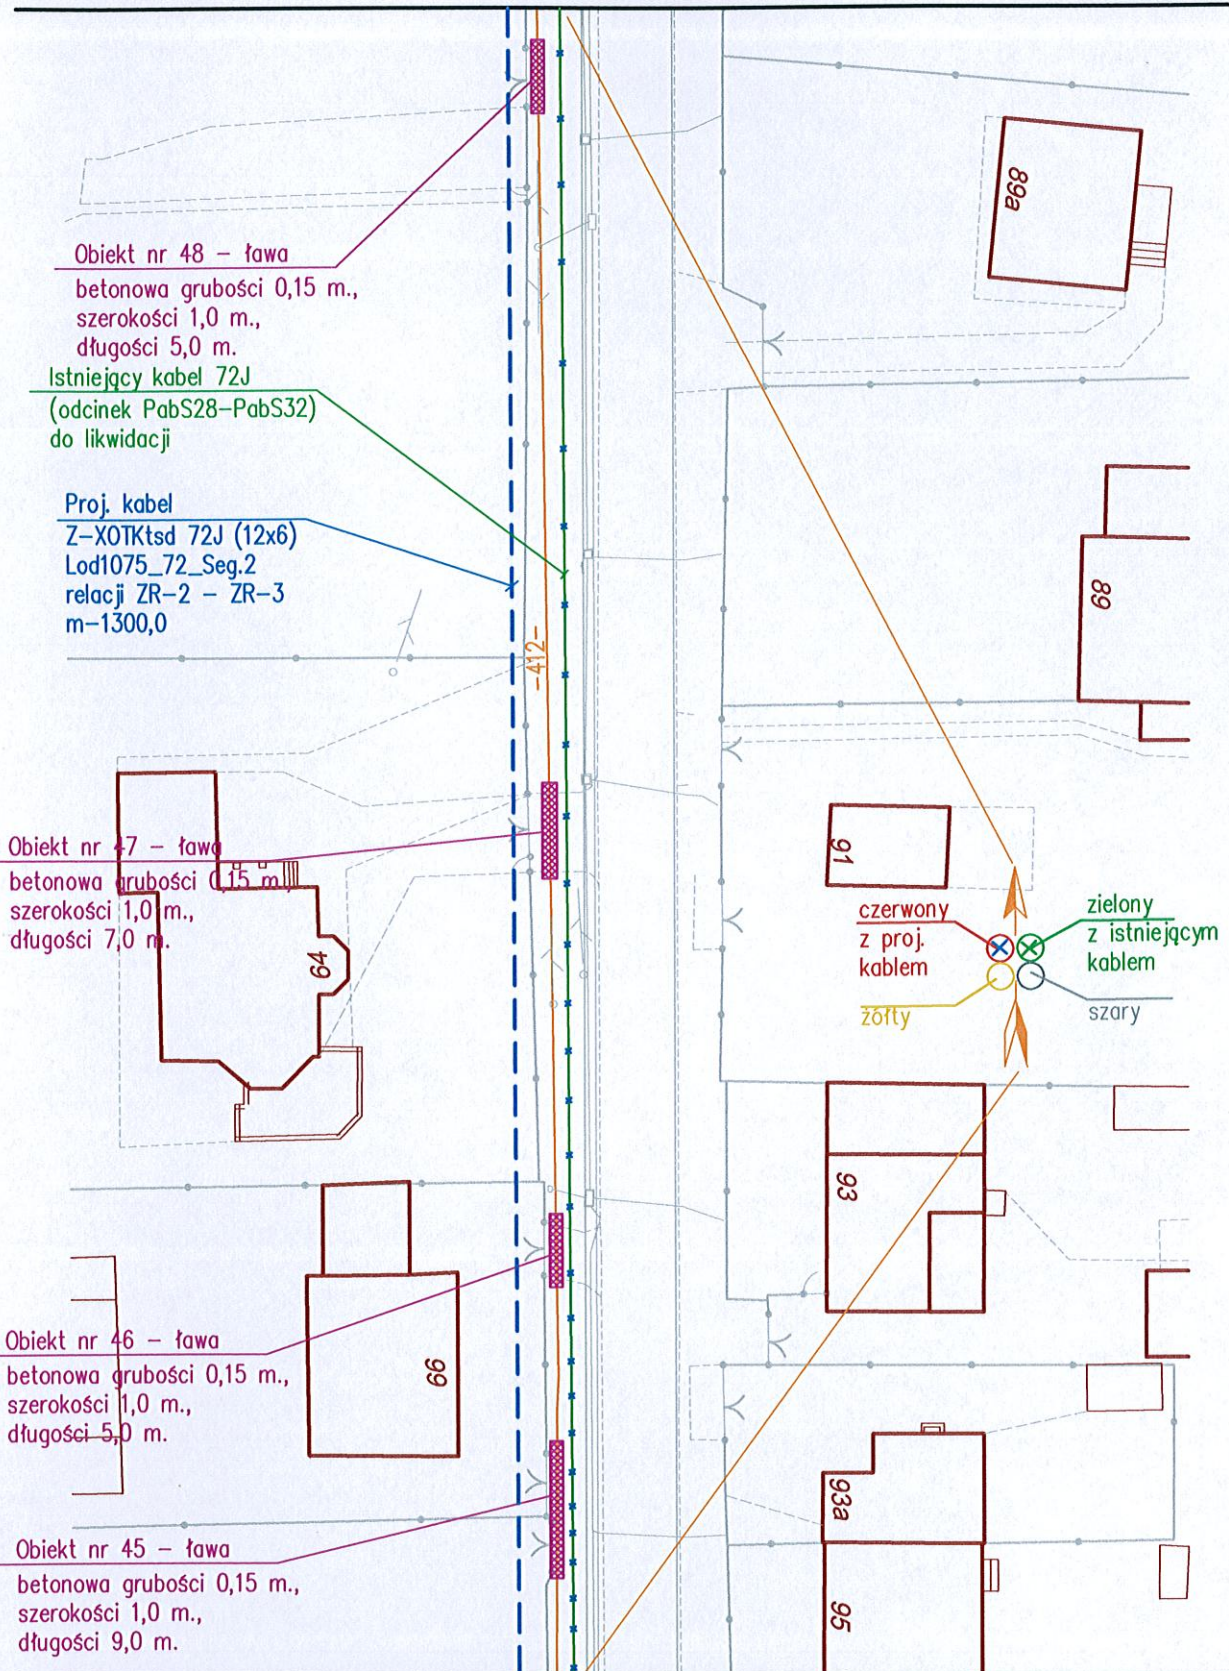 Obiekt nr 48 – ława
betonowa grubości 0,15 m.,
szerokości 1,0 m.,
długości 5,0 m.
Istniejący kabel 72J
(odcinek PabS28–PabS32)
do likwidacji
Proj. kabel
Z–XOTKtsd 72J (12x6)
Lod1075_72_Seg.2
relacji ZR–2 – ZR–3
m–1300,0
–412–
89a
89
91
Obiekt nr 47 – ława
betonowa grubości 0,15 m.,
szerokości 1,0 m.,
długości 7,0 m.
64
czerwony
z proj.
kablem
zielony
z istniejącym
kablem
żółty
szary
93
Obiekt nr 46 – ława
betonowa grubości 0,15 m.,
szerokości 1,0 m.,
długości 5,0 m.
66
93a
95
Obiekt nr 45 – ława
betonowa grubości 0,15 m.,
szerokości 1,0 m.,
długości 9,0 m.